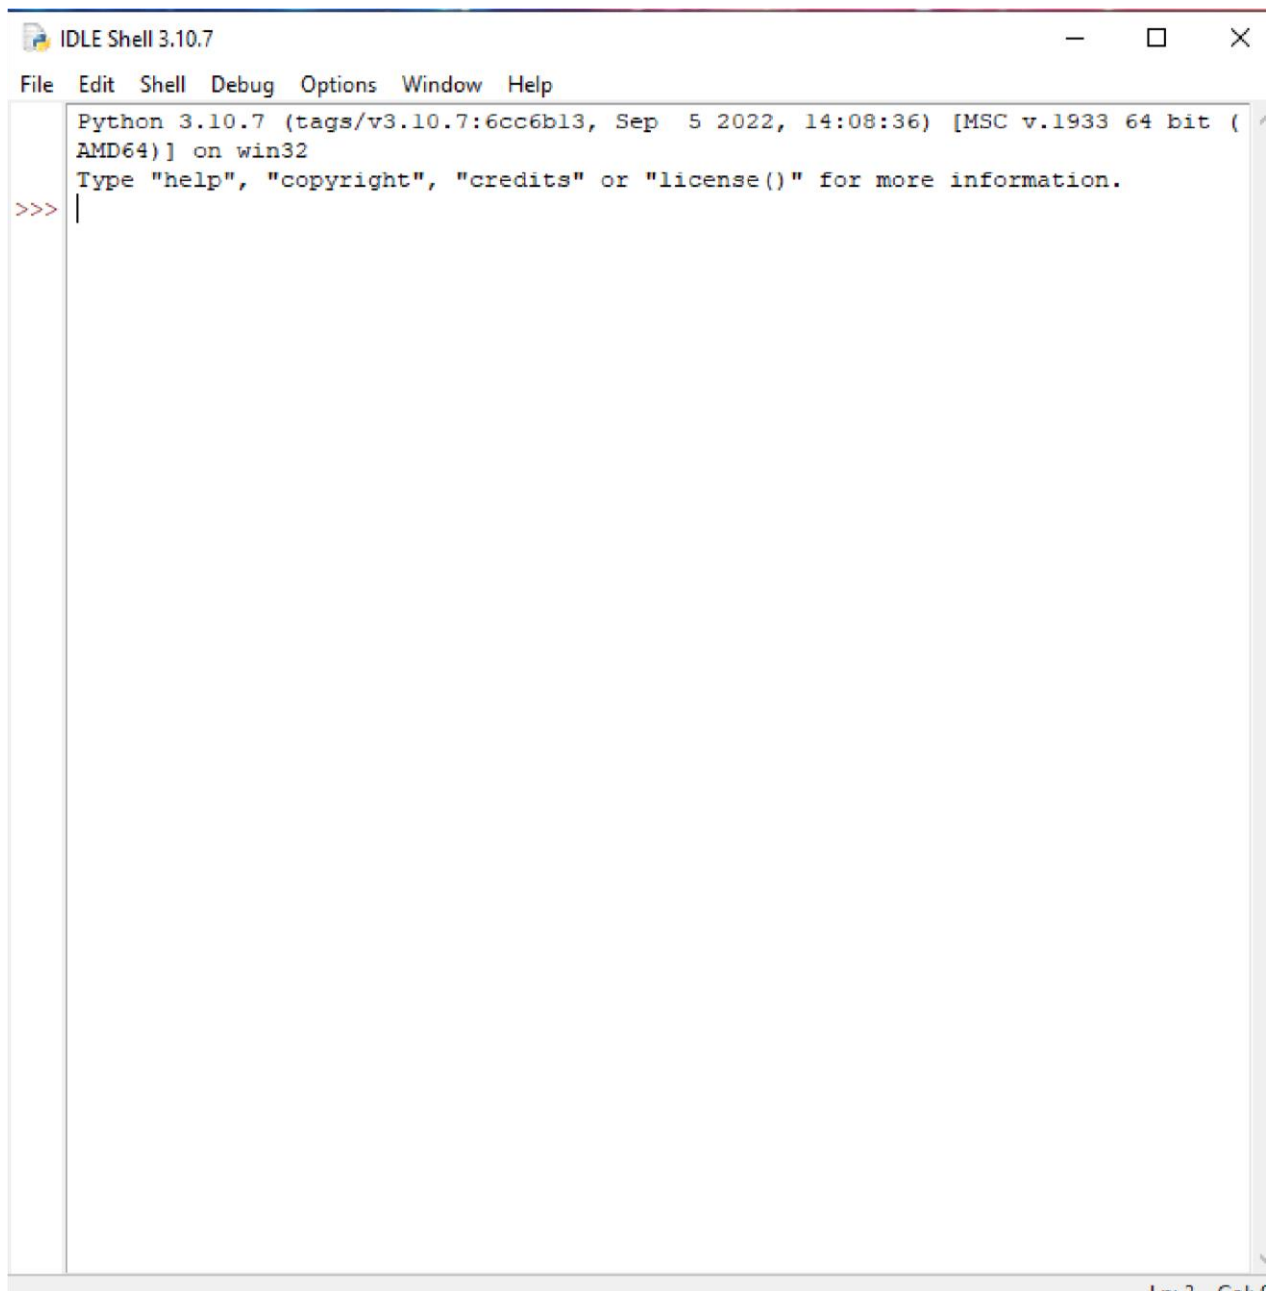 IDLE Shell 3.10.7
File Edit Shell Debug Options Window Help
Python 3.10.7 (tags/v3.10.7:6cc6b13, Sep  5 2022, 14:08:36) [MSC v.1933 64 bit (
AMD64)] on win32
Type "help", "copyright", "credits" or "license()" for more information.
>>>